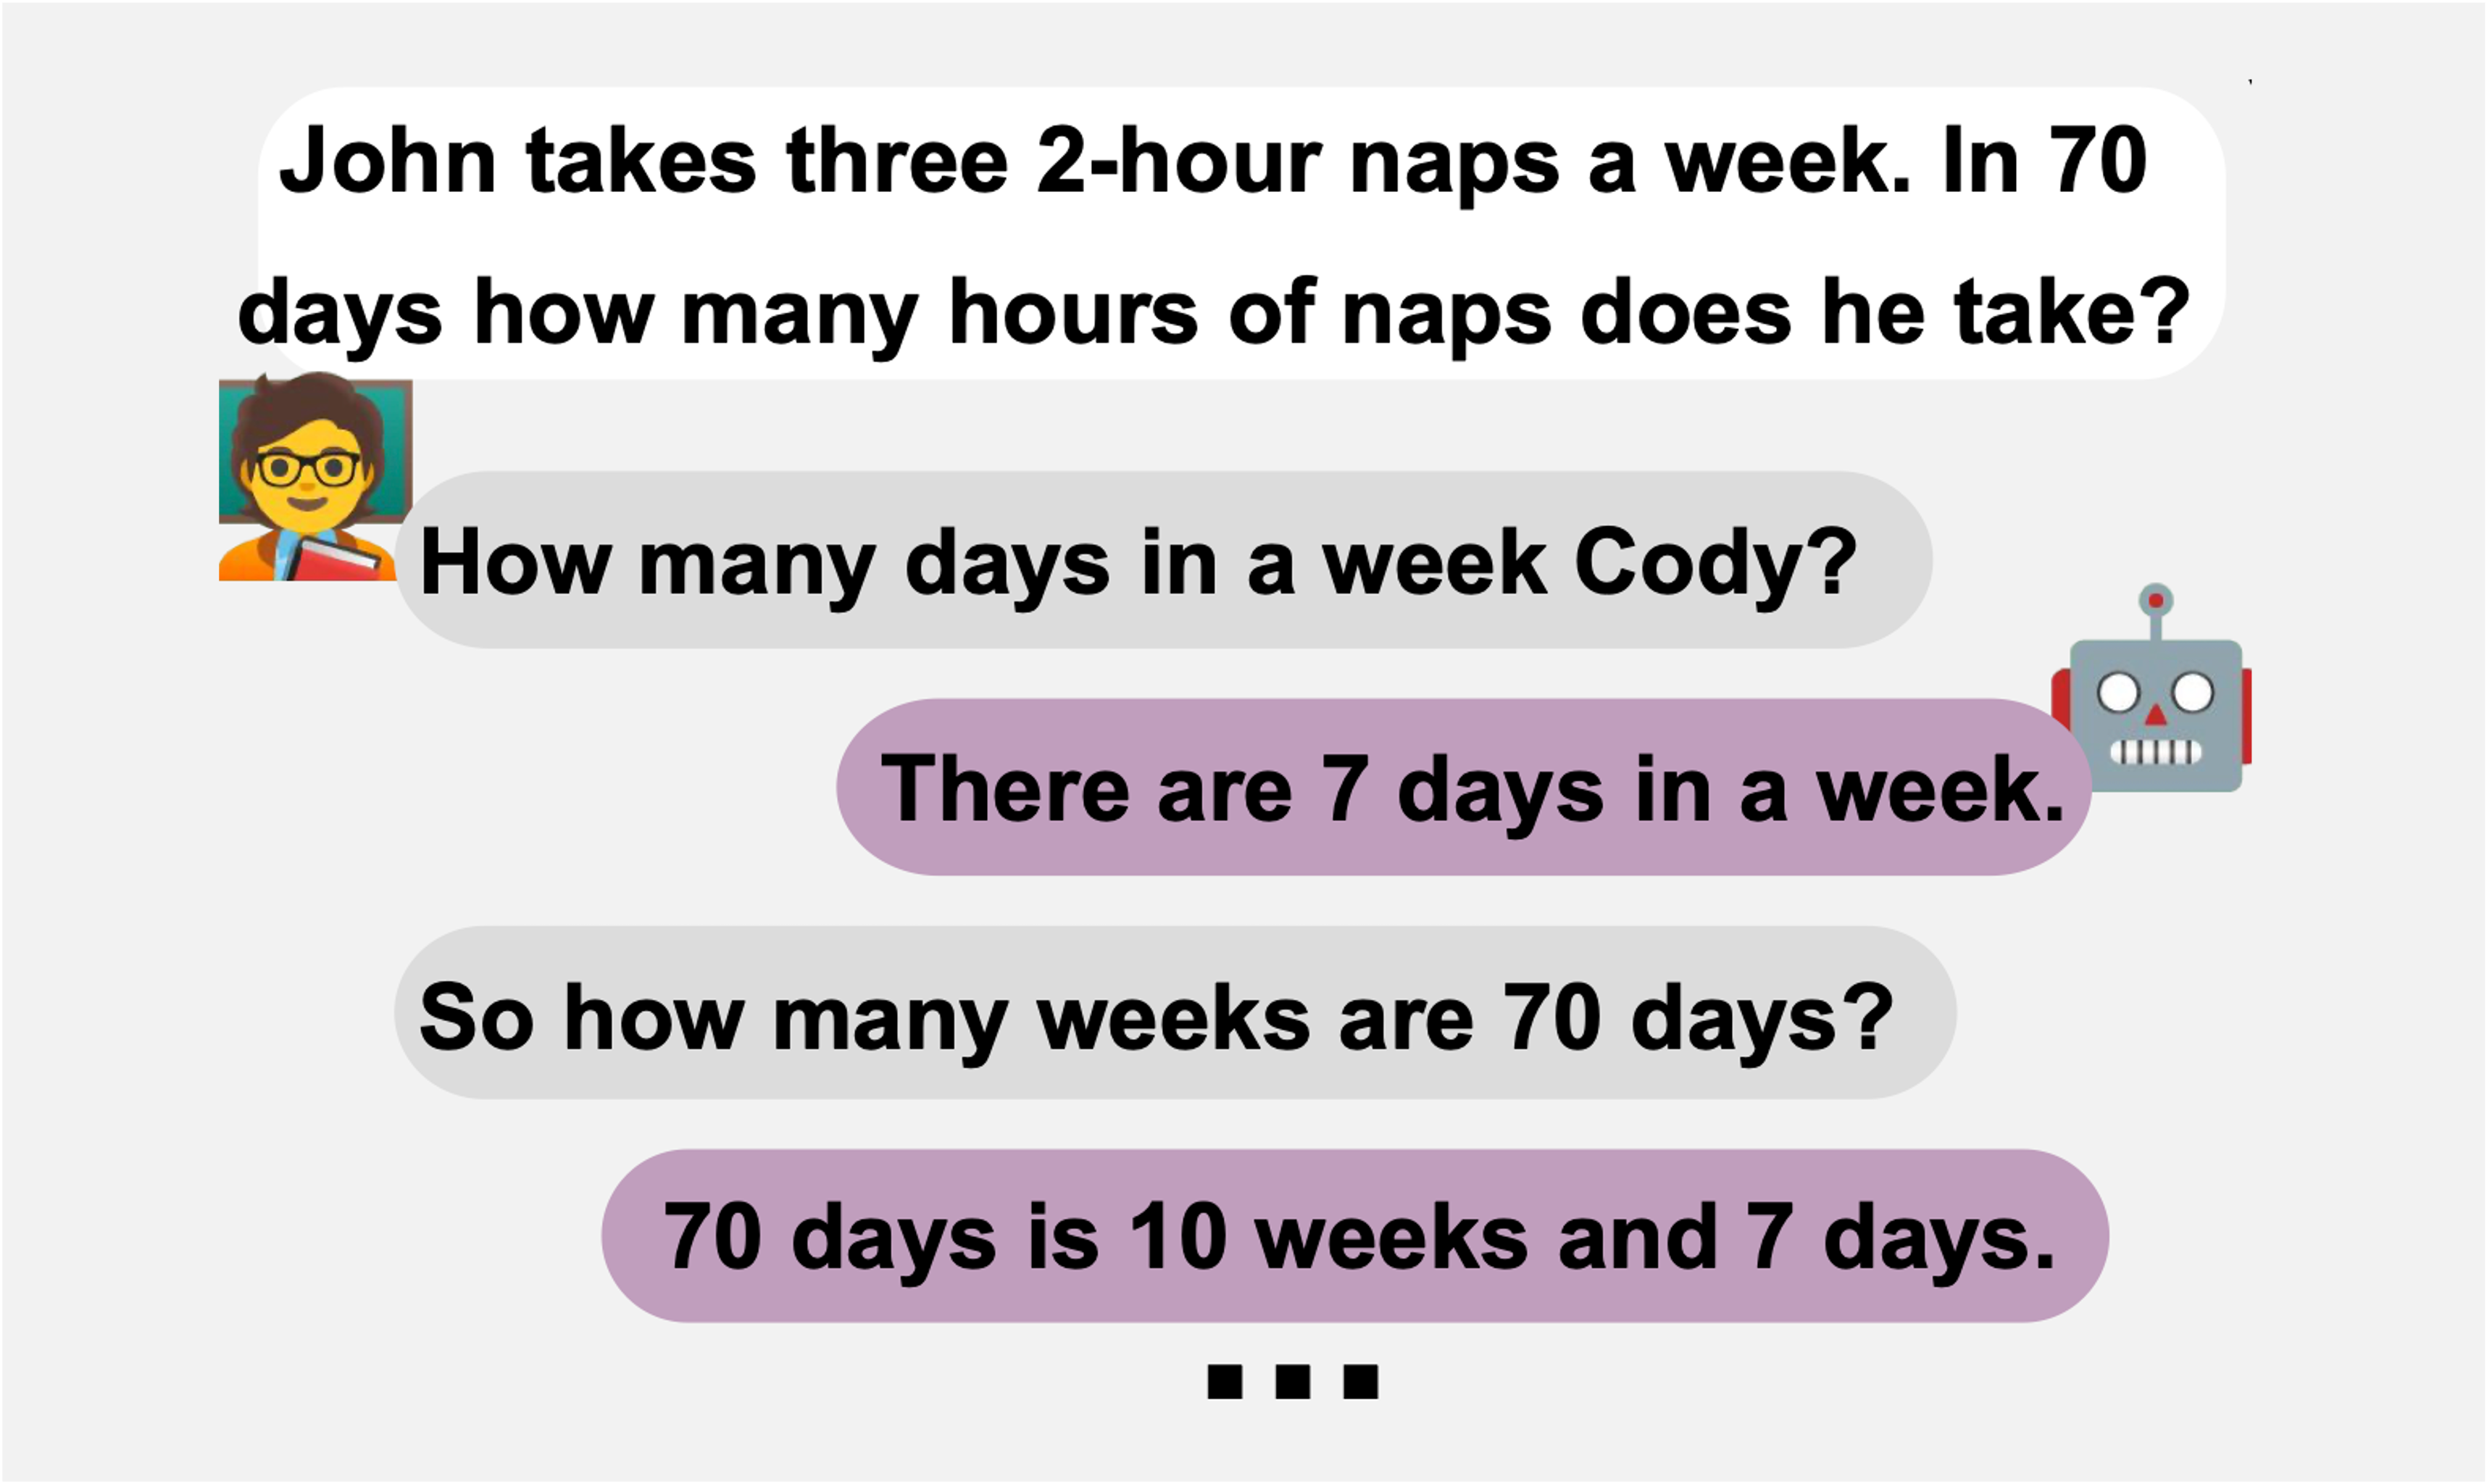 John takes three 2-hour naps a week. In 70
days how many hours of naps does he take?
How many days in a week Cody?
There are 7 days in a week.
So how many weeks are 70 days?
70 days is 10 weeks and 7 days.
...